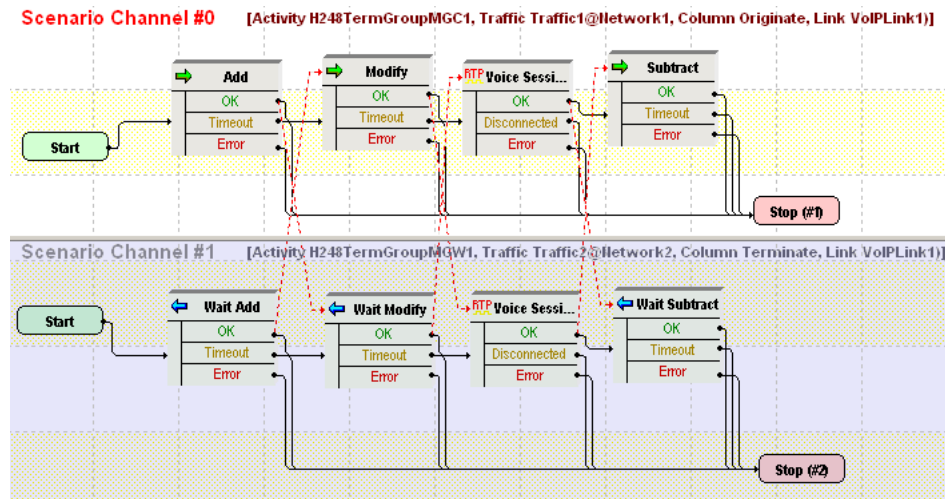 Scenario Channel #0 [Activity H248TermGroupMGC1, Traffic Traffic1@Network1, Column Originate, Link VoIPLink1)]
Add
OK
Timeout
Error
Modify
OK
Timeout
Error
RTP Voice Sessi...
OK
Disconnected
Error
Subtract
OK
Timeout
Error
Start
Stop (#1)
Scenario Channel #1 [Activity H248TermGroupMGW1, Traffic Traffic2@Network2, Column Terminate, Link VoIPLink1)]
Start
Wait Add
OK
Timeout
Error
Wait Modify
OK
Timeout
Error
RTP Voice Sessi...
OK
Disconnected
Error
Wait Subtract
OK
Timeout
Error
Stop (#2)